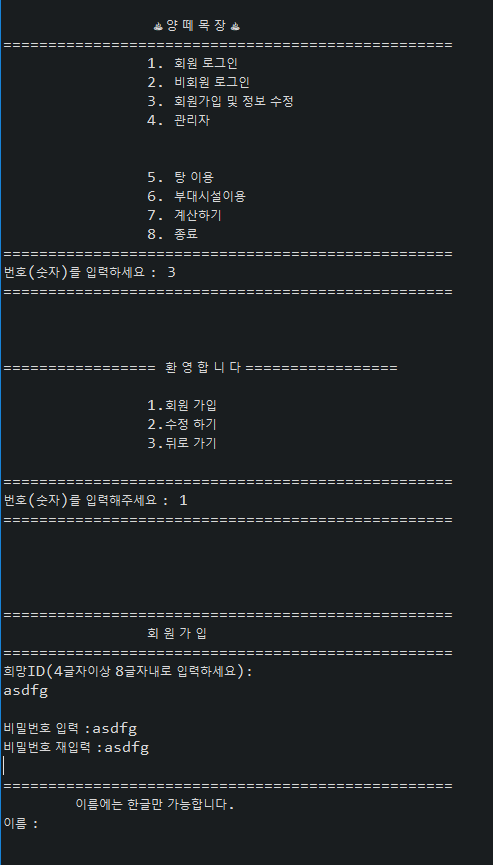 ♨양 떼 목 장♨
==================================================
1. 회원 로그인
2. 비회원 로그인
3. 회원가입 및 정보 수정
4. 관리자
5. 탕 이용
6. 부대시설이용
7. 계산하기
8. 종료
==================================================
번호(숫자)를 입력하세요 : 3
==================================================
================= 환 영 합 니 다 =================
1.회원 가입
2.수정 하기
3.뒤로 가기
==================================================
번호(숫자)를 입력해주세요 : 1
==================================================
==================================================
회 원 가 입
==================================================
희망ID(4글자이상 8글자내로 입력하세요):
asdfg
비밀번호 입력 :asdfg
비밀번호 재입력 :asdfg
==================================================
이름에는 한글만 가능합니다.
이름 :